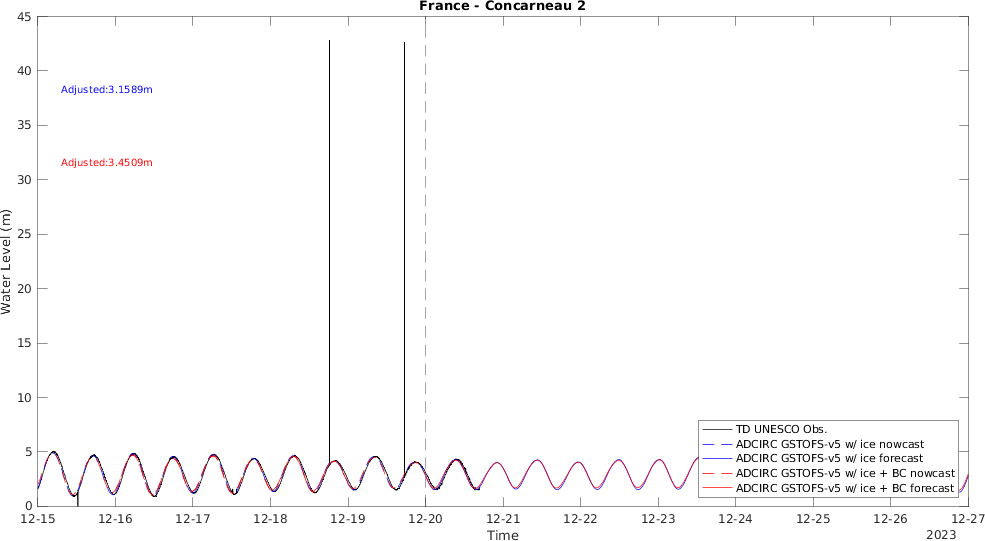 France - Concarneau 2
45
40
35
30
25
20
15
10
5
0
Water Level (m)
Adjusted:3.1589m
Adjusted:3.4509m
TD UNESCO Obs.
ADCIRC GSTOFS-v5 w/ ice nowcast
ADCIRC GSTOFS-v5 w/ ice forecast
ADCIRC GSTOFS-v5 w/ ice + BC nowcast
ADCIRC GSTOFS-v5 w/ ice + BC forecast
12-15 12-16 12-17 12-18 12-19 12-20 12-21 12-22 12-23 12-24 12-25 12-26 12-27
Time
2023